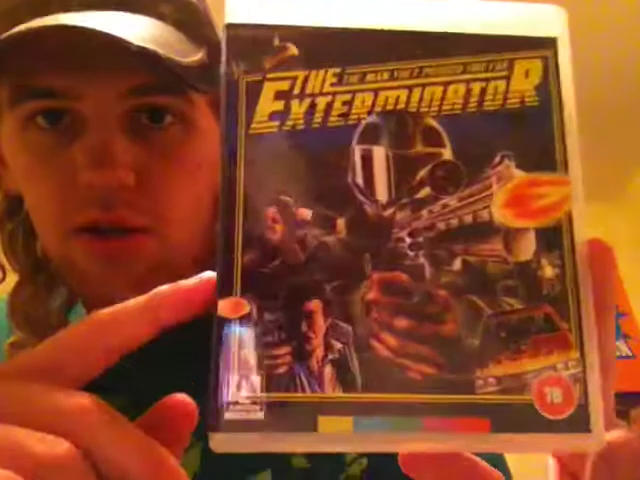 THE MAN THEY PUSHED TOO FAR
THE
EXTERMINATOR
18